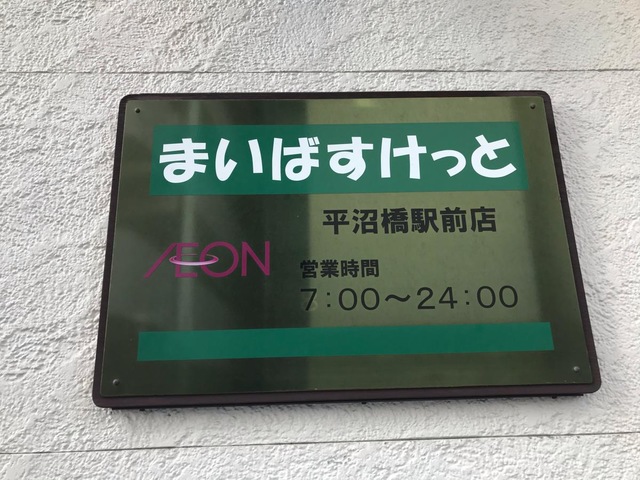 まいばすけっと
平沼橋駅前店
ÆON
営業時間
7:00～24:00